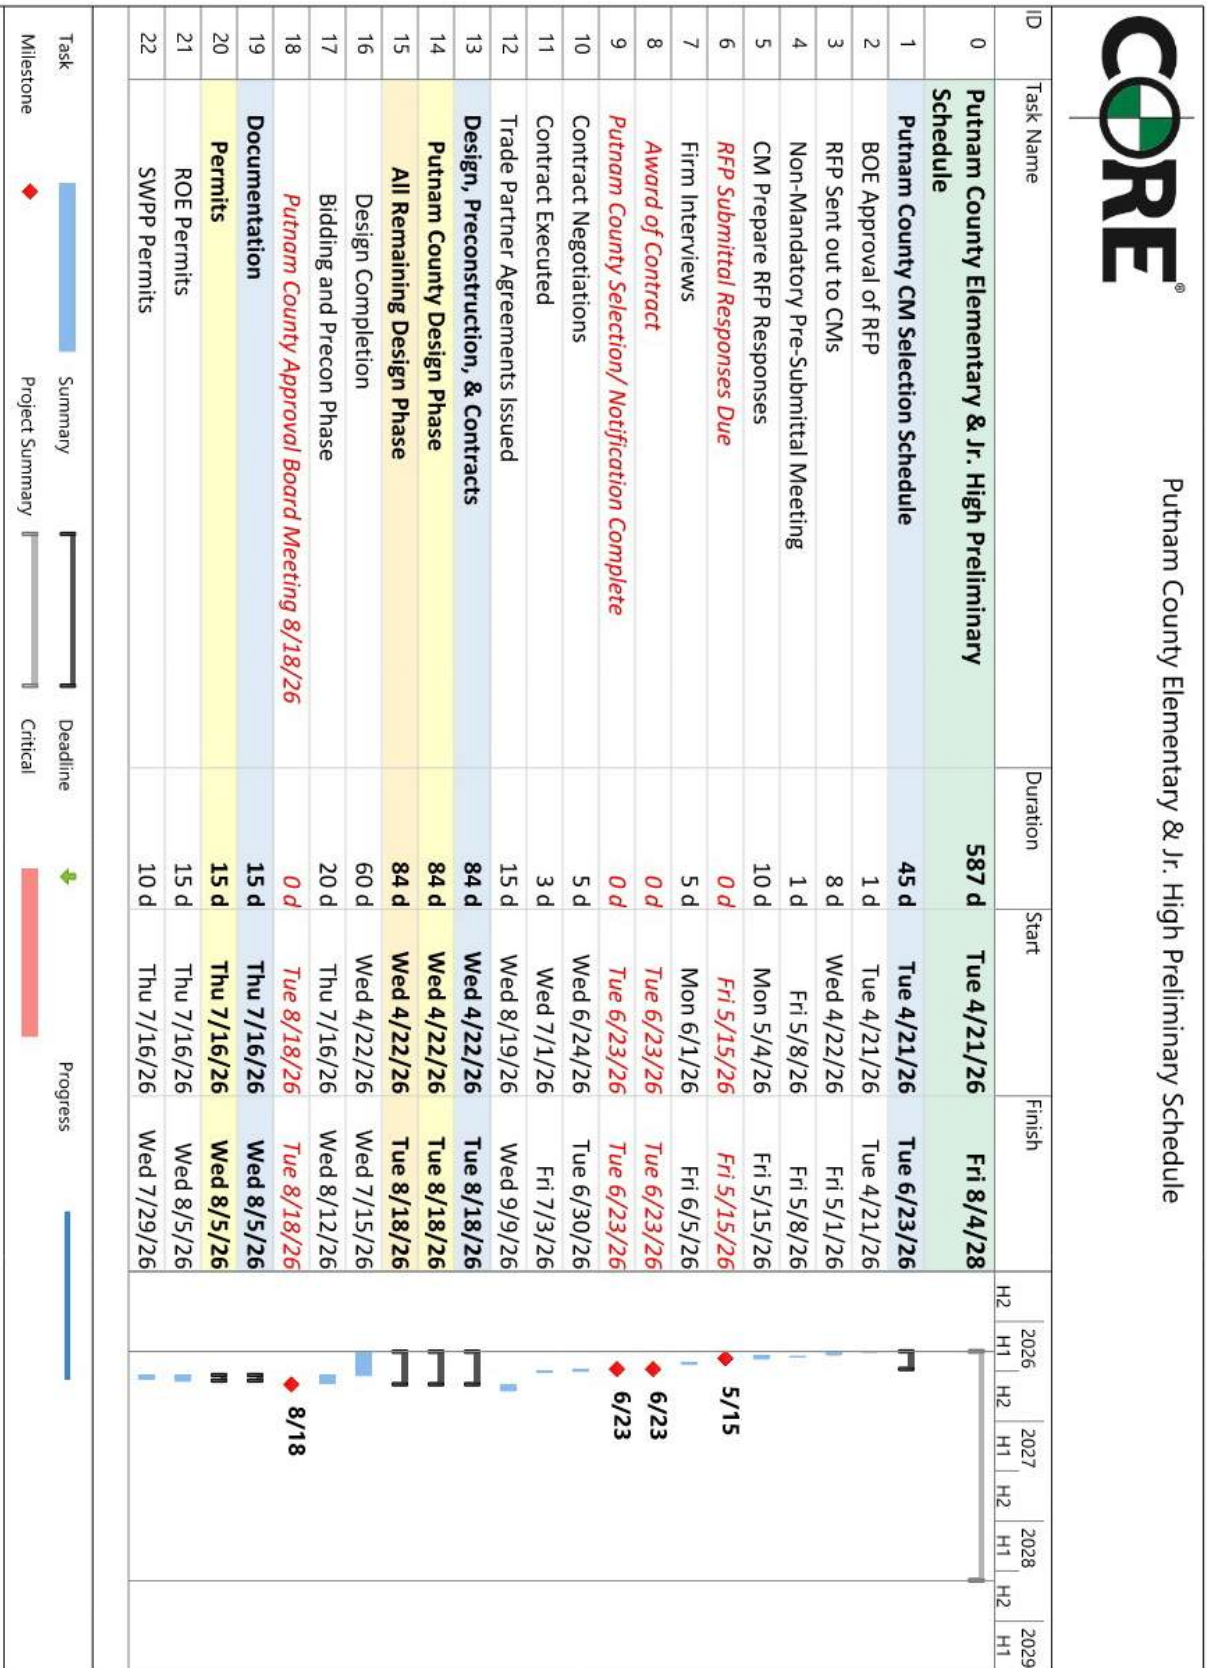 CORE®
Putnam County Elementary & Jr. High Preliminary Schedule
ID Task Name Duration Start Finish
2026 2027 2028 2029
H2 H1 H2 H1 H2 H1 H2 H1
0 Putnam County Elementary & Jr. High Preliminary Schedule 587 d Tue 4/21/26 Fri 8/4/28
1 Putnam County CM Selection Schedule 45 d Tue 4/21/26 Tue 6/23/26
2 BOE Approval of RFP 1 d Tue 4/21/26 Tue 4/21/26
3 RFP Sent out to CMs 8 d Wed 4/22/26 Fri 5/1/26
4 Non-Mandatory Pre-Submittal Meeting 1 d Fri 5/8/26 Fri 5/8/26
5 CM Prepare RFP Responses 10 d Mon 5/4/26 Fri 5/15/26
6 RFP Submittal Responses Due 0 d Fri 5/15/26 Fri 5/15/26 5/15
7 Firm Interviews 5 d Mon 6/1/26 Fri 6/5/26
8 Award of Contract 0 d Tue 6/23/26 Tue 6/23/26 6/23
9 Putnam County Selection/ Notification Complete 0 d Tue 6/23/26 Tue 6/23/26 6/23
10 Contract Negotiations 5 d Wed 6/24/26 Tue 6/30/26
11 Contract Executed 3 d Wed 7/1/26 Fri 7/3/26
12 Trade Partner Agreements Issued 15 d Wed 8/19/26 Wed 9/9/26
13 Design, Preconstruction, & Contracts 84 d Wed 4/22/26 Tue 8/18/26
14 Putnam County Design Phase 84 d Wed 4/22/26 Tue 8/18/26
15 All Remaining Design Phase 84 d Wed 4/22/26 Tue 8/18/26
16 Design Completion 60 d Wed 4/22/26 Wed 7/15/26
17 Bidding and Precon Phase 20 d Thu 7/16/26 Wed 8/12/26
18 Putnam County Approval Board Meeting 8/18/26 0 d Tue 8/18/26 Tue 8/18/26 8/18
19 Documentation 15 d Thu 7/16/26 Wed 8/5/26
20 Permits 15 d Thu 7/16/26 Wed 8/5/26
21 ROE Permits 15 d Thu 7/16/26 Wed 8/5/26
22 SWPP Permits 10 d Thu 7/16/26 Wed 7/29/26
Task Summary Deadline Progress
Milestone Project Summary Critical